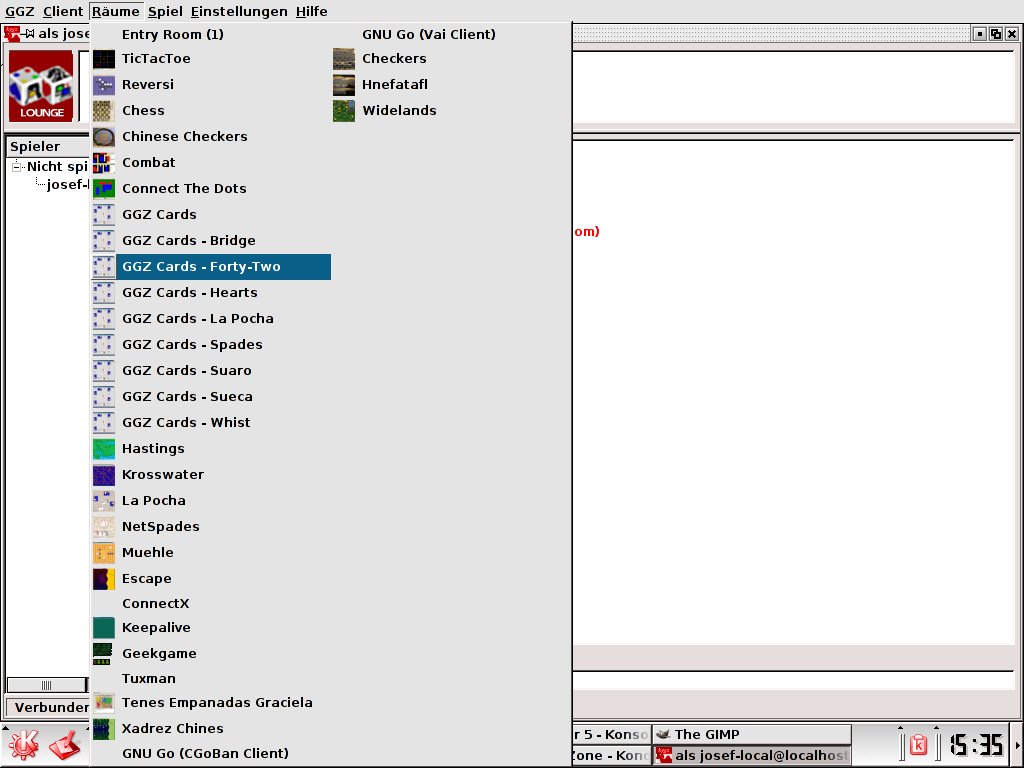 GGZ Client Räume Spiel Einstellungen Hilfe
als jose
LOUNGE
Spieler
Nicht spi
josef-l
Entry Room (1)
TicTacToe
Reversi
Chess
Chinese Checkers
Combat
Connect The Dots
GGZ Cards
GGZ Cards - Bridge
GGZ Cards - Forty-Two
GGZ Cards - Hearts
GGZ Cards - La Pocha
GGZ Cards - Spades
GGZ Cards - Suaro
GGZ Cards - Sueca
GGZ Cards - Whist
Hastings
Krosswater
La Pocha
NetSpades
Muehle
Escape
ConnectX
Keepalive
Geekgame
Tuxman
Tenes Empanadas Graciela
Xadrez Chines
GNU Go (CGoBan Client)
GNU Go (Vai Client)
Checkers
Hnefatafl
Widelands
om)
Verbunden
r 5 - Konso
The GIMP
Zone - Kon
als josef-local@localhost
15:35